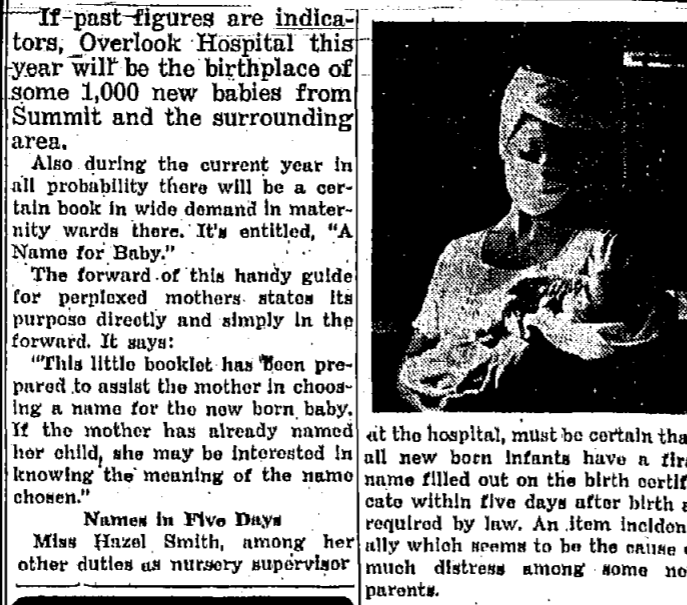 If past figures are indica-
tors, Overlook Hospital this
year will be the birthplace of
some 1,000 new babies from
Summit and the surrounding
area.
Also during the current year in
all probability there will be a cer-
tain book in wide demand in mater-
nity wards there. It's entitled, "A
Name for Baby."
The forward of this handy guide
for perplexed mothers states its
purpose directly and simply in the
forward. It says:
"This little booklet has been pre-
pared to assist the mother in choos-
ing a name for the new born baby.
If the mother has already named
her child, she may be interested in
knowing the meaning of the name
chosen."
Names in Five Days
Miss Hazel Smith, among her
other duties as nursery supervisor
at the hospital, must be certain tha
all new born infants have a fir
name filled out on the birth certif
cate within five days after birth a
required by law. An item inciden
ally which seems to be the cause
much distress among some ne
parents.